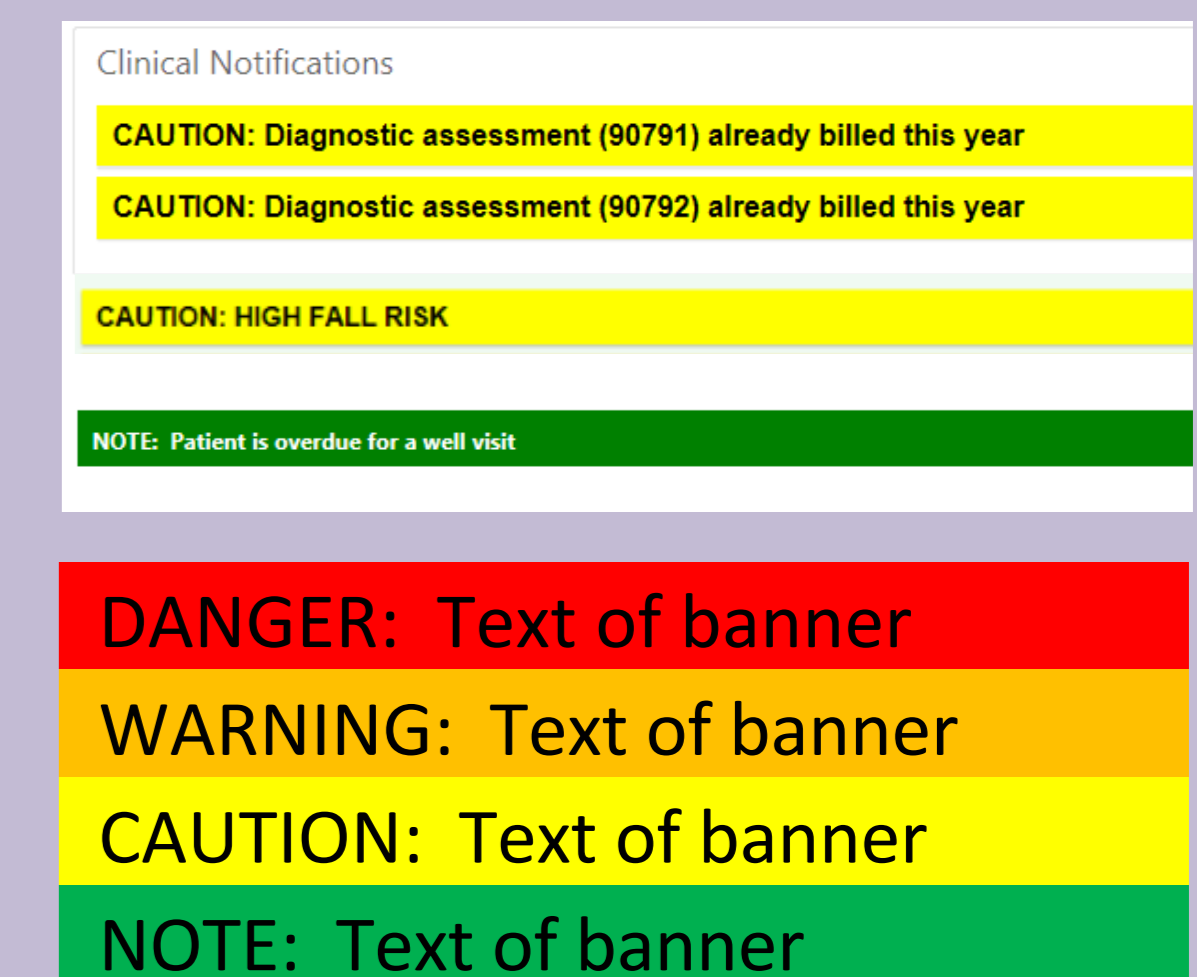 Clinical Notifications
CAUTION: Diagnostic assessment (90791) already billed this year
CAUTION: Diagnostic assessment (90792) already billed this year
CAUTION: HIGH FALL RISK
NOTE: Patient is overdue for a well visit
DANGER: Text of banner
WARNING: Text of banner
CAUTION: Text of banner
NOTE: Text of banner